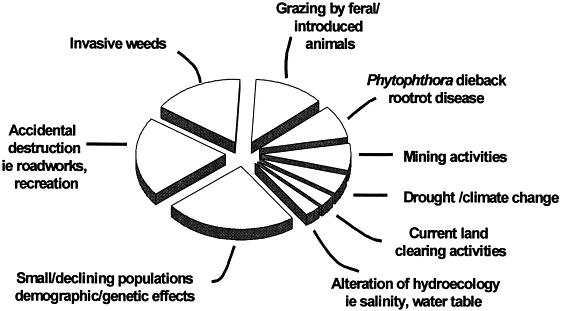 Grazing by feral/
introduced
animals
Invasive weeds
Phytophthora dieback
rootrot disease
Accidental
destruction
ie roadworks,
recreation
Mining activities
Drought /climate change
Current land
clearing activities
Small/declining populations
demographic/genetic effects
Alteration of hydroecology
ie salinity, water table